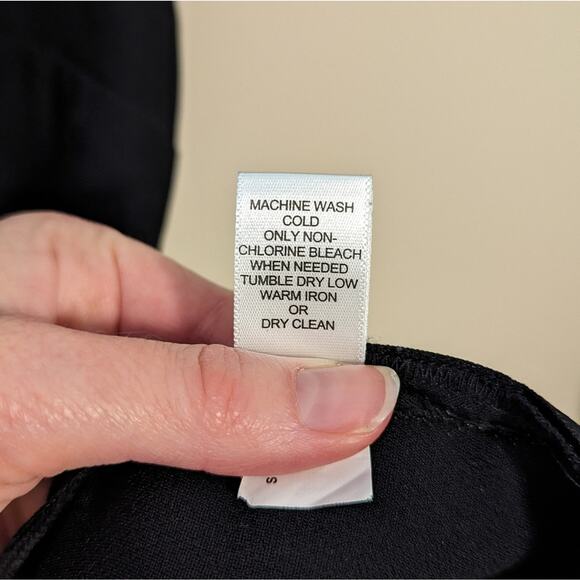 MACHINE WASH
COLD
ONLY NON-
CHLORINE BLEACH
WHEN NEEDED
TUMBLE DRY LOW
WARM IRON
OR
DRY CLEAN
S